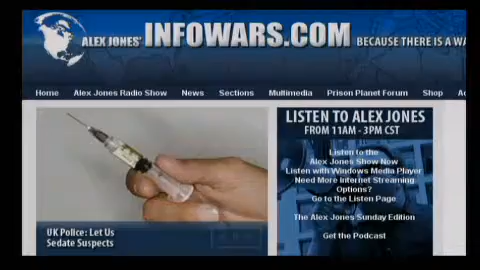 ALEX JONES' INFOWARS.COM BECAUSE THERE IS A WA
Home Alex Jones Radio Show News Sections Multimedia Prison Planet Forum Shop Ad
LISTEN TO ALEX JONES
FROM 11AM - 3PM CST
Listen to the
Alex Jones Show Now
Listen with Windows Media Player
Need More Internet Streaming
Options?
Go to the Listen Page
The Alex Jones Sunday Edition
Get the Podcast
UK Police: Let Us
Sedate Suspects